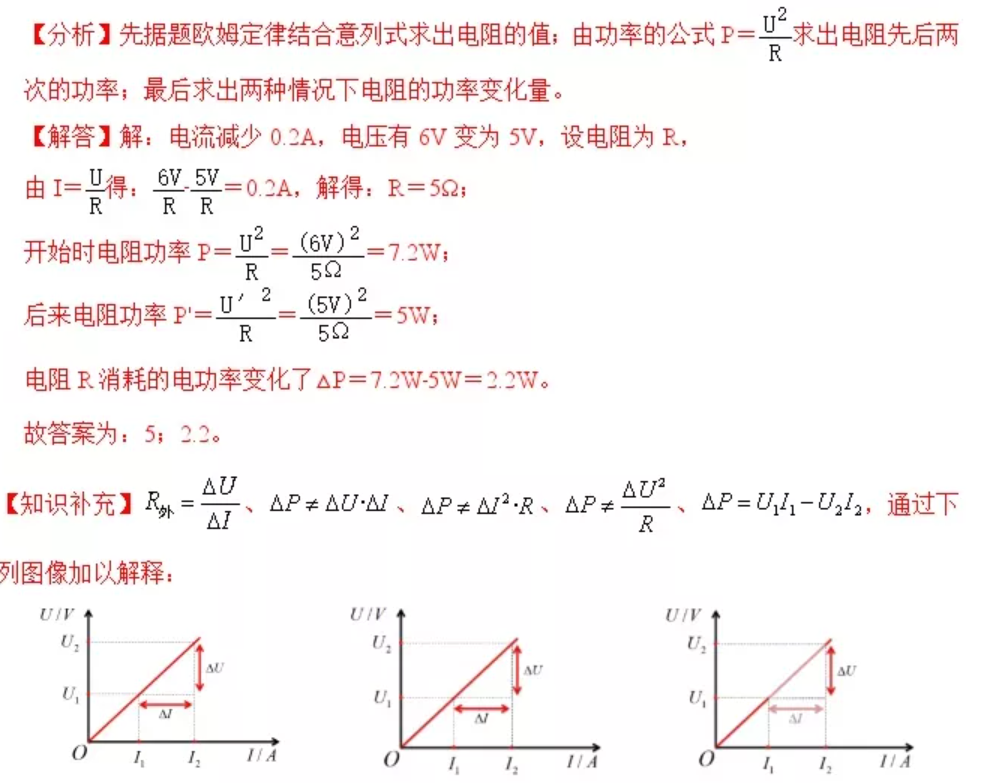 【分析】先据题欧姆定律结合意列式求出电阻的值；由功率的公式 P＝U²/R求出电阻先后两
次的功率；最后求出两种情况下电阻的功率变化量。
【解答】解：电流减少 0.2A，电压有 6V 变为 5V，设电阻为 R，
由 I＝U/R得：6V/R-5V/R＝0.2A，解得：R＝5Ω；
开始时电阻功率 P＝U²/R＝(6V)²/5Ω＝7.2W；
后来电阻功率 P'＝U′²/R＝(5V)²/5Ω＝5W；
电阻 R 消耗的电功率变化了△P＝7.2W-5W＝2.2W。
故答案为：5；2.2。
【知识补充】R外=ΔU/ΔI、ΔP≠ΔU·ΔI、ΔP≠ΔI²·R、ΔP≠ΔU²/R、ΔP=U₁I₁-U₂I₂，通过下
列图像加以解释：
U/V U₂ U₁ ΔU ΔI O I₁ I₂ I/A
U/V U₂ U₁ ΔU ΔI O I₁ I₂ I/A
U/V U₂ U₁ ΔU ΔI O I₁ I₂ I/A